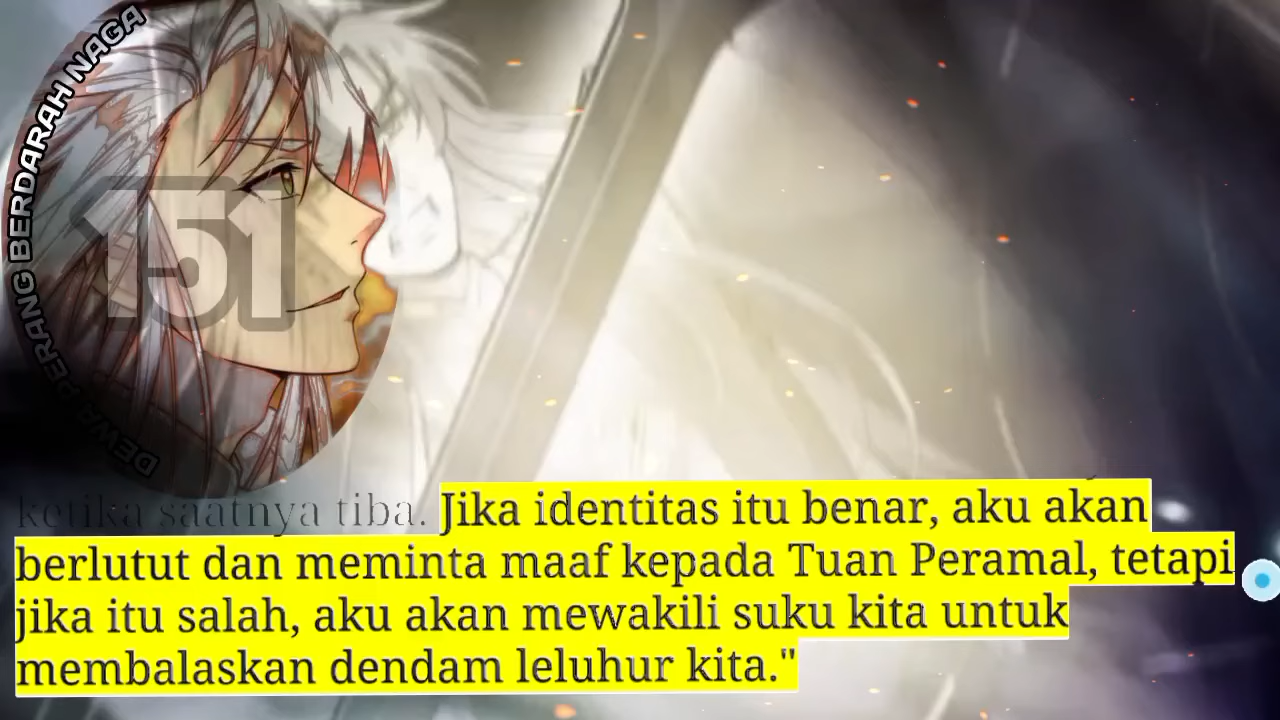 DEWA PERANG BERDARAH NAGA
151
ketika saatnya tiba. Jika identitas itu benar, aku akan
berlutut dan meminta maaf kepada Tuan Peramal, tetapi
jika itu salah, aku akan mewakili suku kita untuk
membalaskan dendam leluhur kita."